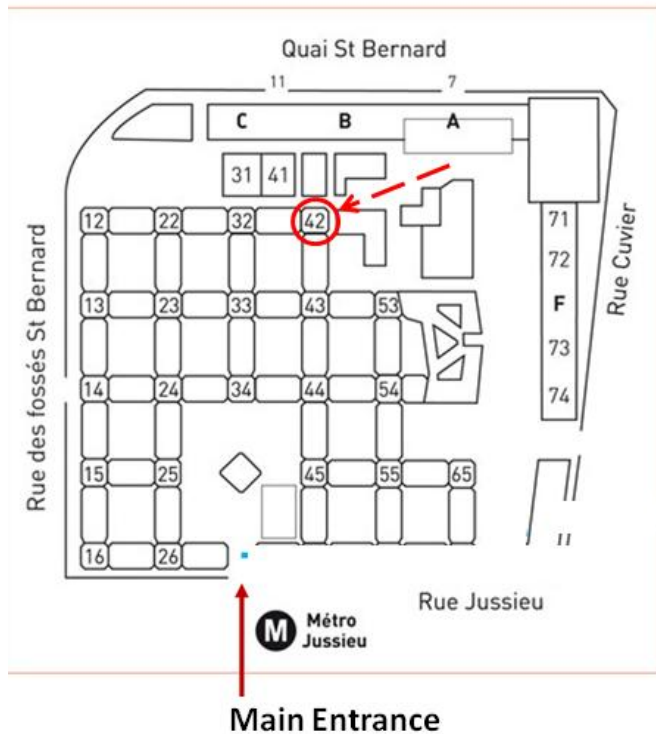 Quai St Bernard
11 7
C B A
31 41
12 22 32 42 71
72
Rue des fossés St Bernard
Rue Cuvier
13 23 33 43 53 F
73
14 24 34 44 54 74
15 25 45 55 65
16 26
Rue Jussieu
M Métro
Jussieu
Main Entrance